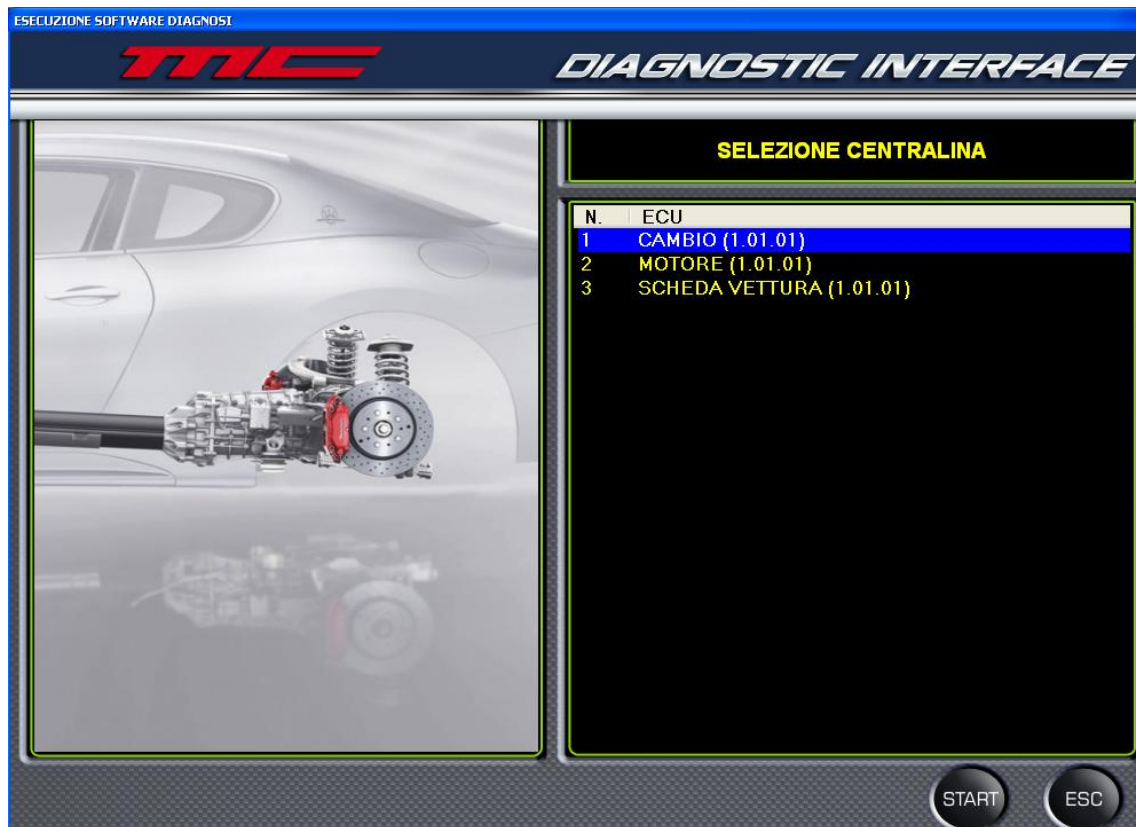 ESECUZIONE SOFTWARE DIAGNOSI
MC DIAGNOSTIC INTERFACE
SELEZIONE CENTRALINA
N. ECU
1 CAMBIO (1.01.01)
2 MOTORE (1.01.01)
3 SCHEDA VETTURA (1.01.01)
START ESC